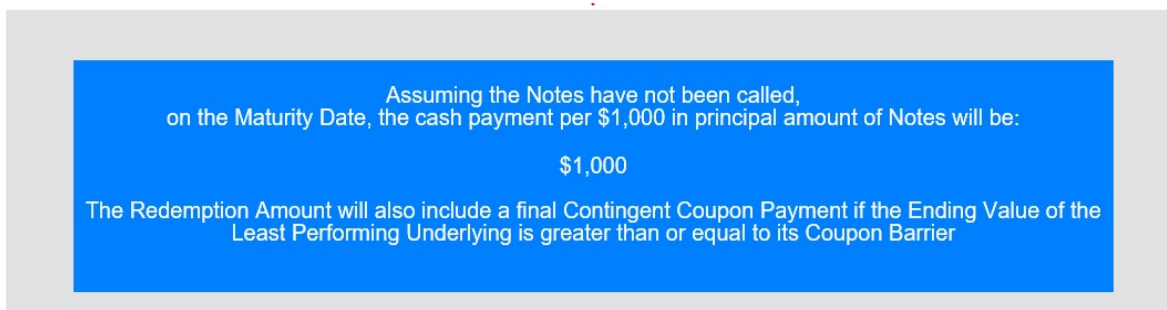 Assuming the Notes have not been called,
on the Maturity Date, the cash payment per $1,000 in principal amount of Notes will be:
$1,000
The Redemption Amount will also include a final Contingent Coupon Payment if the Ending Value of the
Least Performing Underlying is greater than or equal to its Coupon Barrier